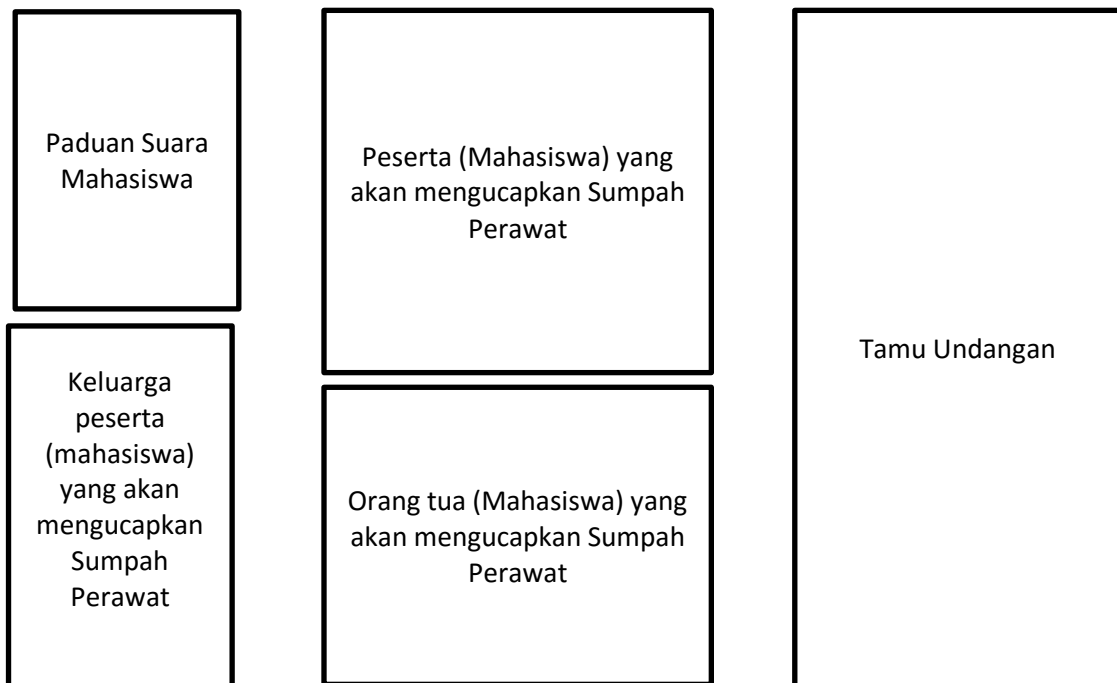 Paduan Suara
Mahasiswa
Keluarga
peserta
(mahasiswa)
yang akan
mengucapkan
Sumpah
Perawat
Peserta (Mahasiswa) yang
akan mengucapkan Sumpah
Perawat
Orang tua (Mahasiswa) yang
akan mengucapkan Sumpah
Perawat
Tamu Undangan